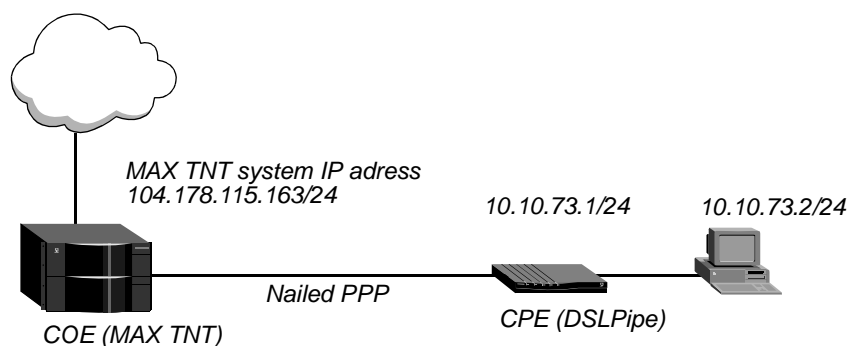 MAX TNT system IP adress
104.178.115.163/24
10.10.73.1/24
10.10.73.2/24
Nailed PPP
COE (MAX TNT)
CPE (DSLPipe)